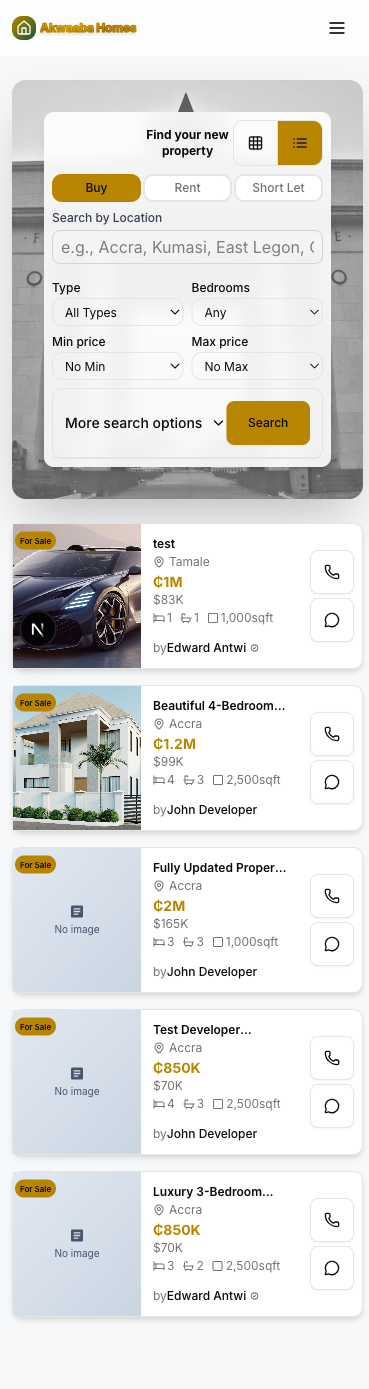 Akwaaba Homes
Find your new
property
Buy
Rent
Short Let
Search by Location
e.g., Accra, Kumasi, East Legon, C
Type
Bedrooms
All Types
Any
Min price
Max price
No Min
No Max
More search options
Search
For Sale
test
Tamale
₵1M
$83K
1 1 1,000sqft
N
byEdward Antwi
For Sale
Beautiful 4-Bedroom...
Accra
₵1.2M
$99K
4 3 2,500sqft
byJohn Developer
For Sale
Fully Updated Proper...
Accra
₵2M
$165K
No image
3 3 1,000sqft
byJohn Developer
For Sale
Test Developer...
Accra
₵850K
$70K
No image
4 3 2,500sqft
byJohn Developer
For Sale
Luxury 3-Bedroom...
Accra
₵850K
$70K
No image
3 2 2,500sqft
byEdward Antwi